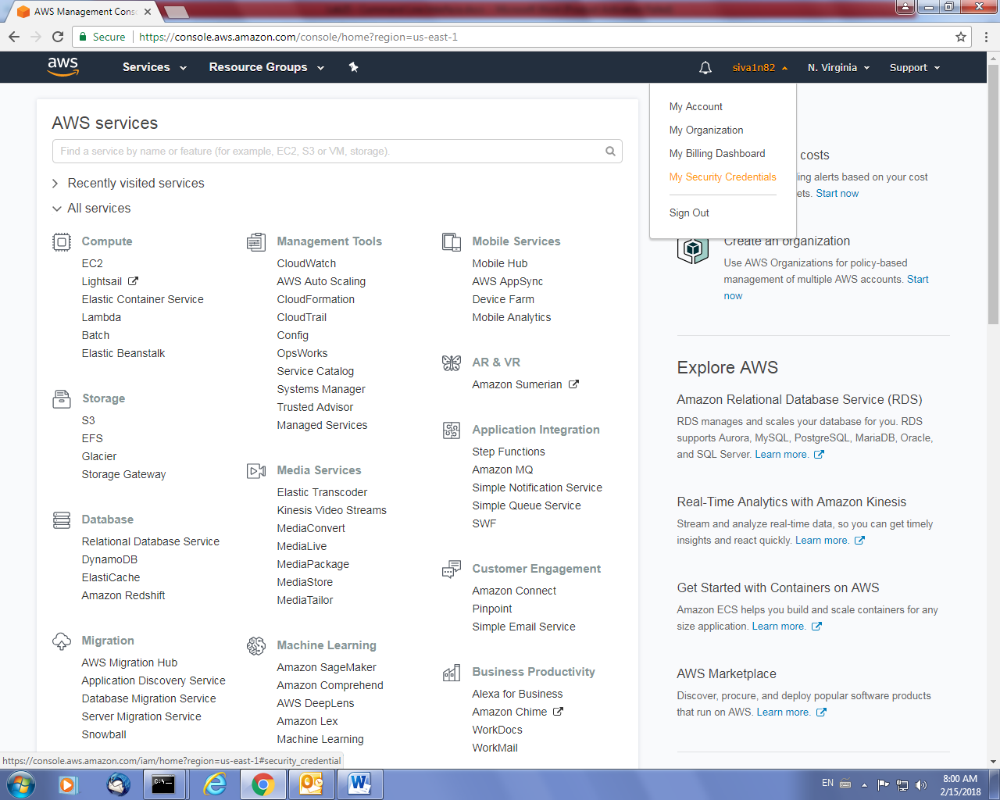 AWS Management Cons
Secure https://console.aws.amazon.com/console/home?region=us-east-1
aws Services Resource Groups siva1n82 N. Virginia Support
My Account
My Organization
My Billing Dashboard
My Security Credentials
Sign Out
AWS services
Find a service by name or feature (for example, EC2, S3 or VM, storage).
Recently visited services
All services
Compute
EC2
Lightsail
Elastic Container Service
Lambda
Batch
Elastic Beanstalk
Storage
S3
EFS
Glacier
Storage Gateway
Database
Relational Database Service
DynamoDB
ElastiCache
Amazon Redshift
Migration
AWS Migration Hub
Application Discovery Service
Database Migration Service
Server Migration Service
Snowball
Management Tools
CloudWatch
AWS Auto Scaling
CloudFormation
CloudTrail
Config
OpsWorks
Service Catalog
Systems Manager
Trusted Advisor
Managed Services
Media Services
Elastic Transcoder
Kinesis Video Streams
MediaConvert
MediaLive
MediaPackage
MediaStore
MediaTailor
Machine Learning
Amazon SageMaker
Amazon Comprehend
AWS DeepLens
Amazon Lex
Machine Learning
Mobile Services
Mobile Hub
AWS AppSync
Device Farm
Mobile Analytics
AR & VR
Amazon Sumerian
Application Integration
Step Functions
Amazon MQ
Simple Notification Service
Simple Queue Service
SWF
Customer Engagement
Amazon Connect
Pinpoint
Simple Email Service
Business Productivity
Alexa for Business
Amazon Chime
WorkDocs
WorkMail
costs
ing alerts based on your cost
ets. Start now
Create an organization
Use AWS Organizations for policy-based
management of multiple AWS accounts. Start
now
Explore AWS
Amazon Relational Database Service (RDS)
RDS manages and scales your database for you. RDS
supports Aurora, MySQL, PostgreSQL, MariaDB, Oracle,
and SQL Server. Learn more.
Real-Time Analytics with Amazon Kinesis
Stream and analyze real-time data, so you can get timely
insights and react quickly. Learn more.
Get Started with Containers on AWS
Amazon ECS helps you build and scale containers for any
size application. Learn more.
AWS Marketplace
Discover, procure, and deploy popular software products
that run on AWS. Learn more.
https://console.aws.amazon.com/iam/home?region=us-east-1#security_credential
EN
8:00 AM
2/15/2018